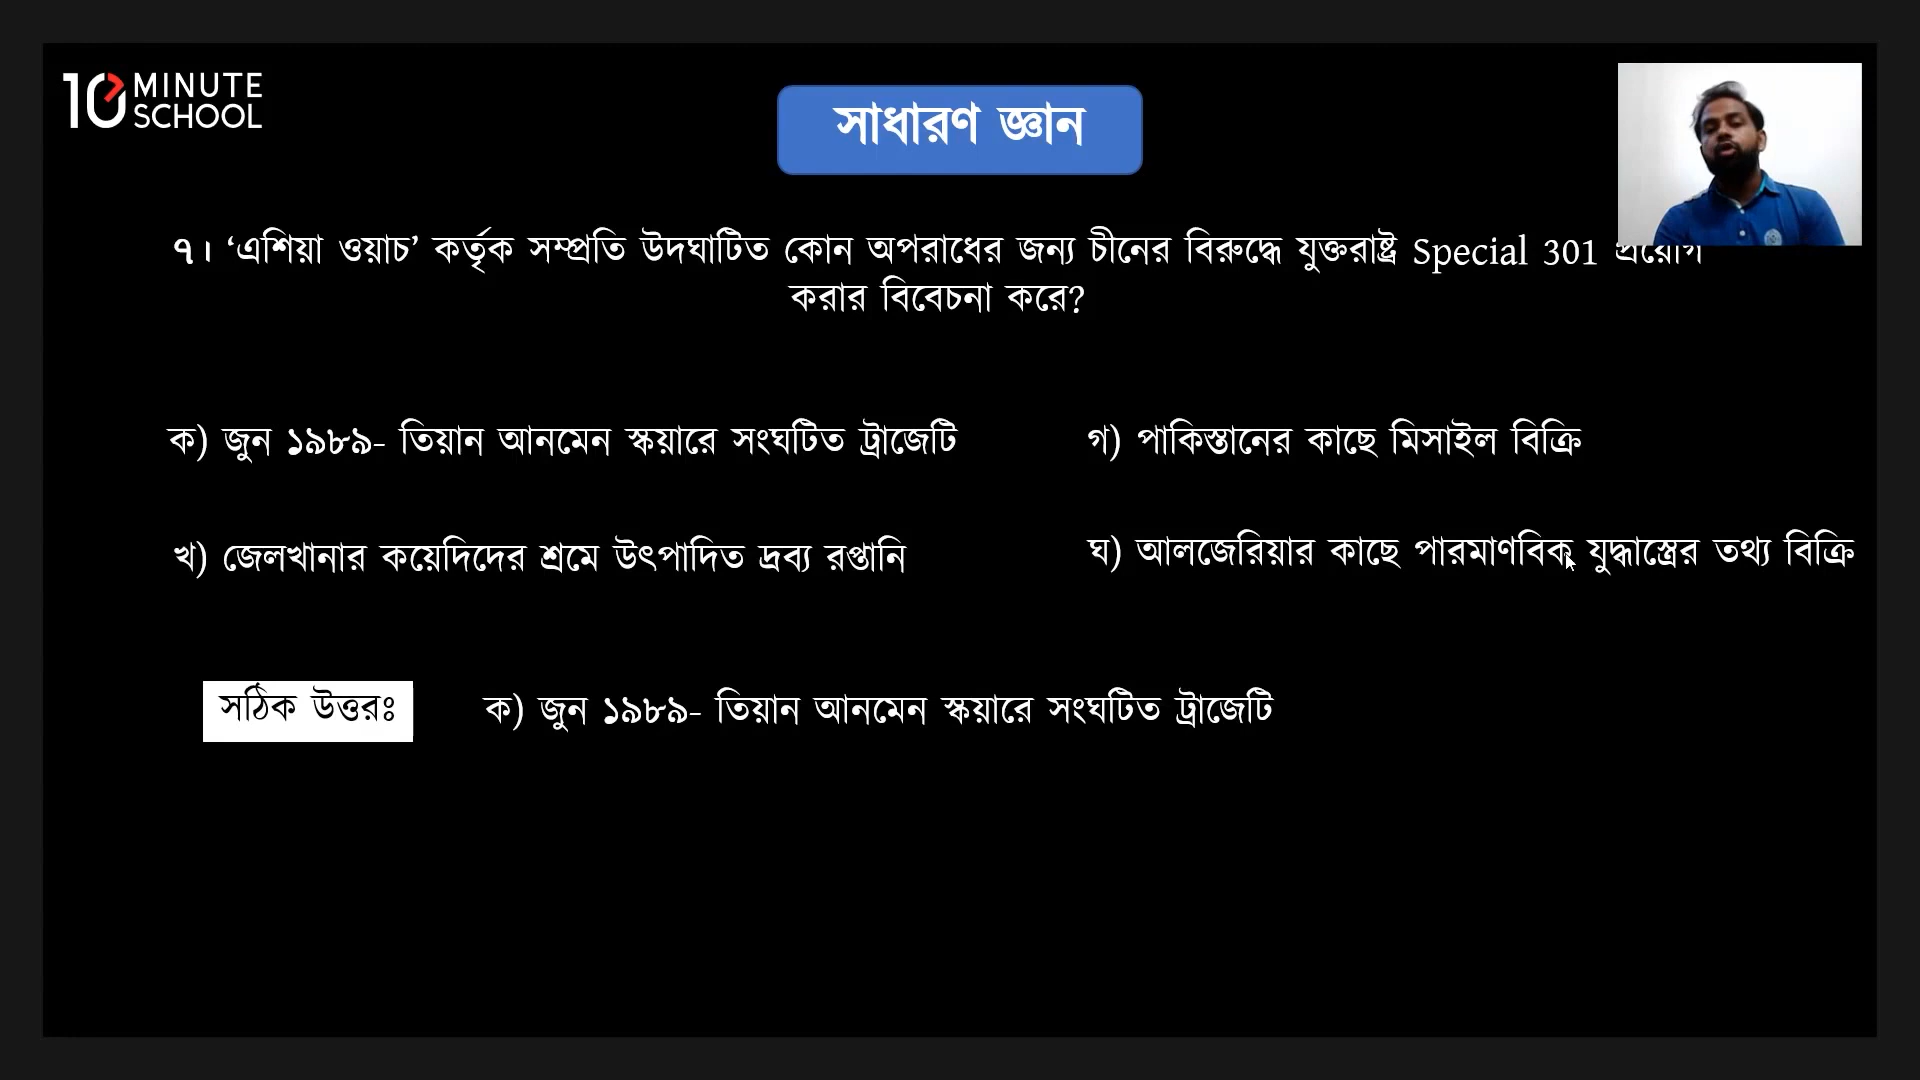 10 MINUTE SCHOOL
সাধারণ জ্ঞান
৭। ‘এশিয়া ওয়াচ’ কর্তৃক সম্প্রতি উদঘাটিত কোন অপরাধের জন্য চীনের বিরুদ্ধে যুক্তরাষ্ট্র Special 301 প্রয়োগ
করার বিবেচনা করে?
ক) জুন ১৯৮৯- তিয়ান আনমেন স্কয়ারে সংঘটিত ট্রাজেটি
গ) পাকিস্তানের কাছে মিসাইল বিক্রি
খ) জেলখানার কয়েদিদের শ্রমে উৎপাদিত দ্রব্য রপ্তানি
ঘ) আলজেরিয়ার কাছে পারমাণবিক যুদ্ধাস্ত্রের তথ্য বিক্রি
সঠিক উত্তরঃ ক) জুন ১৯৮৯- তিয়ান আনমেন স্কয়ারে সংঘটিত ট্রাজেটি